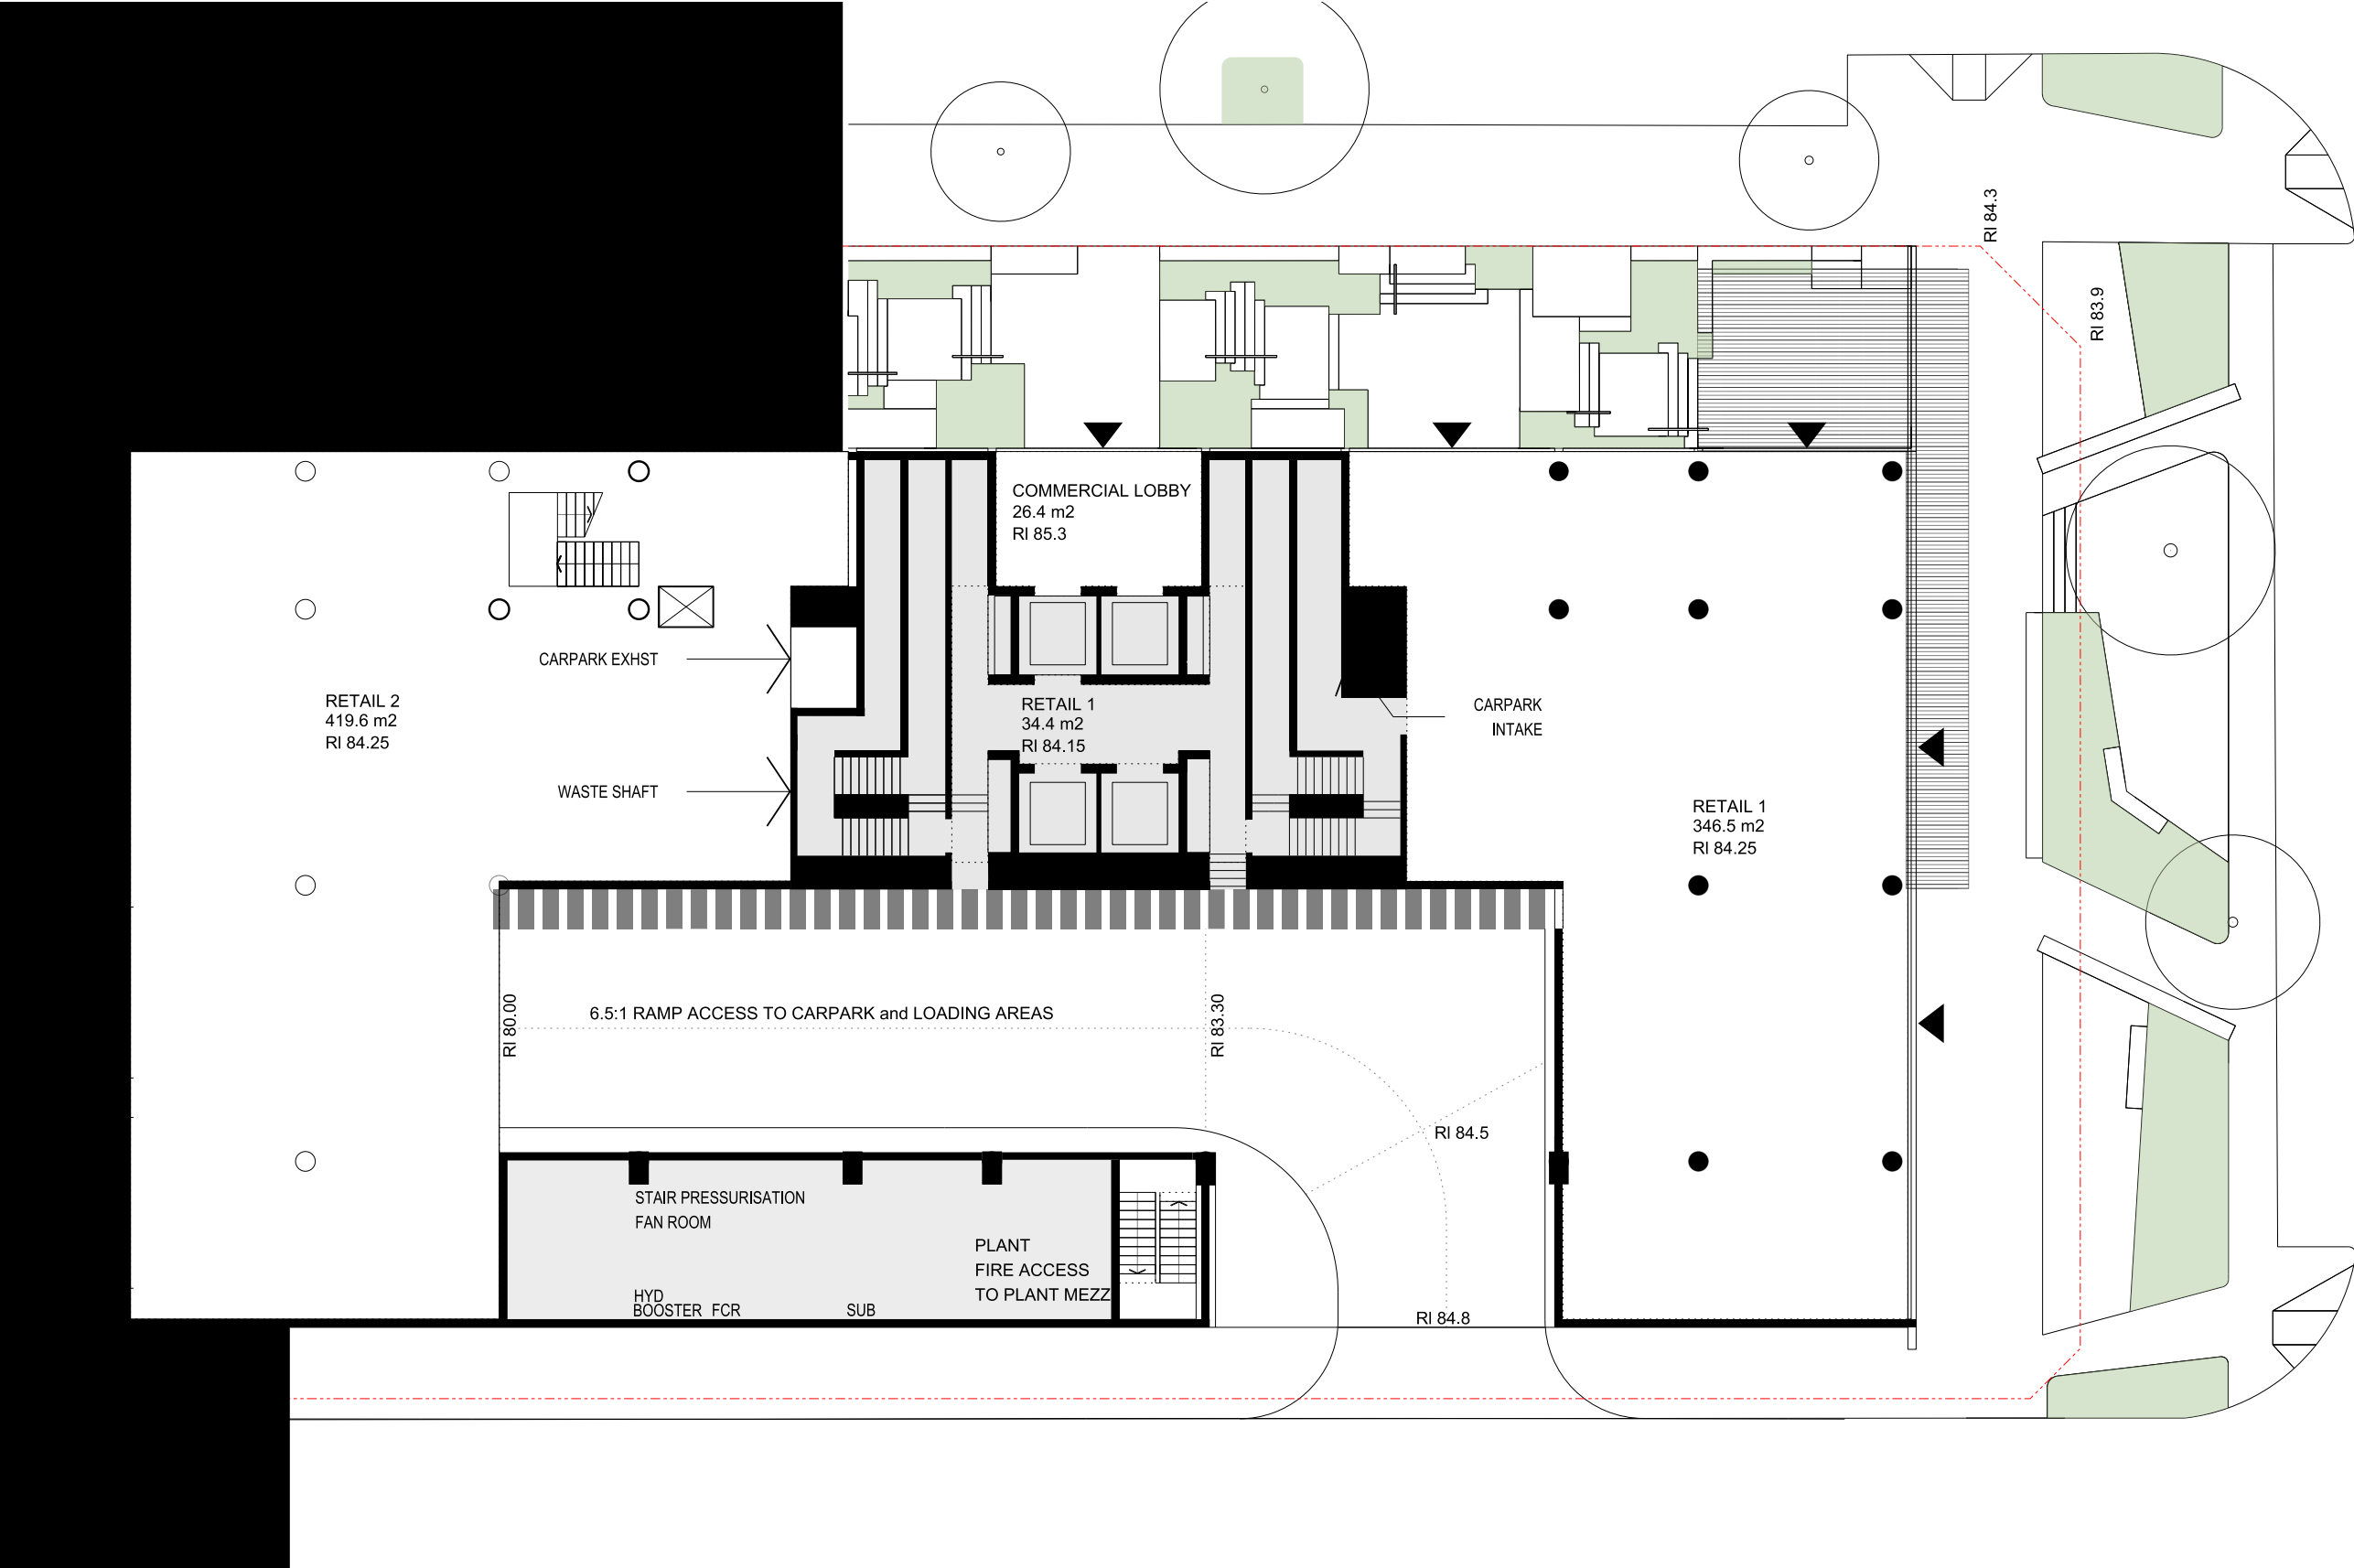 RI 84.3
RI 83.9
COMMERCIAL LOBBY
26.4 m2
RI 85.3
CARPARK EXHST
RETAIL 2
419.6 m2
RI 84.25
RETAIL 1
34.4 m2
RI 84.15
CARPARK
INTAKE
WASTE SHAFT
RETAIL 1
346.5 m2
RI 84.25
RI 80.00
6.5:1 RAMP ACCESS TO CARPARK and LOADING AREAS
RI 83.30
RI 84.5
STAIR PRESSURISATION
FAN ROOM
PLANT
FIRE ACCESS
TO PLANT MEZZ
HYD
BOOSTER FCR
SUB
RI 84.8